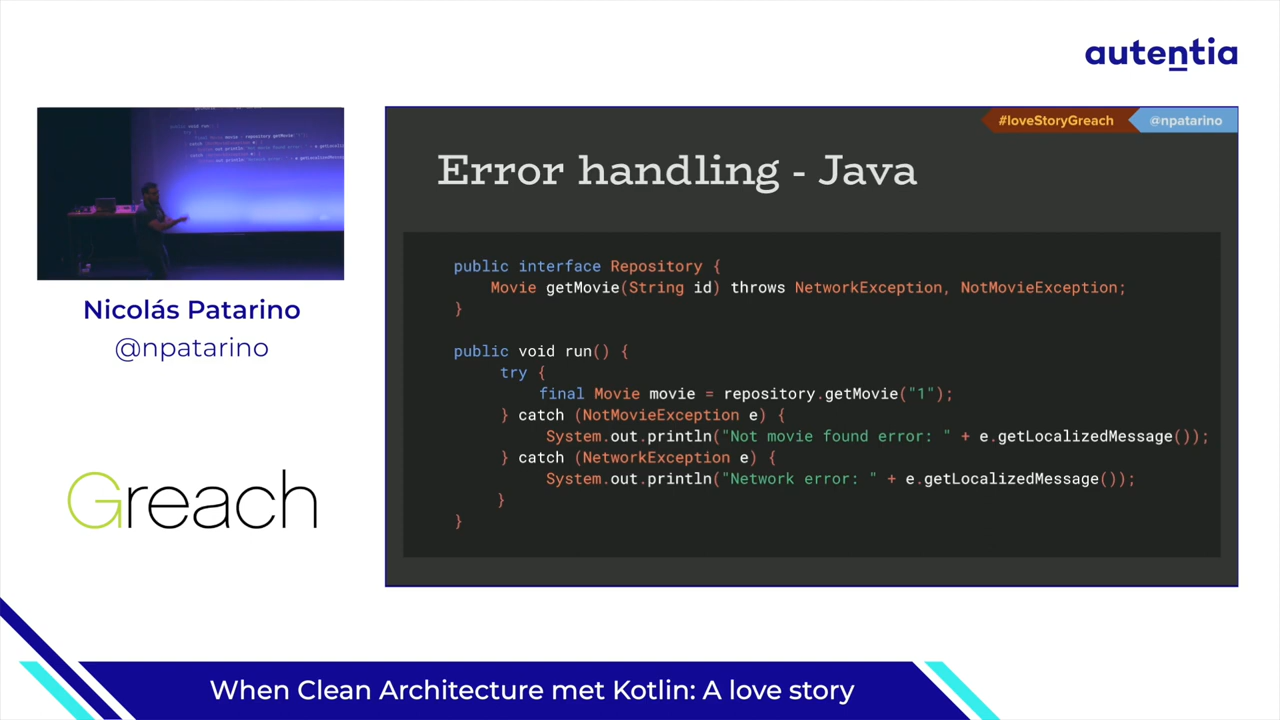 autentia
#loveStoryGreach
@npatarino
Error handling - Java
public interface Repository {
Movie getMovie(String id) throws NetworkException, NotMovieException;
}
public void run() {
try {
final Movie movie = repository.getMovie("1");
} catch (NotMovieException e) {
System.out.println("Not movie found error: " + e.getLocalizedMessage());
} catch (NetworkException e) {
System.out.println("Network error: " + e.getLocalizedMessage());
}
}
Nicolás Patarino
@npatarino
Greach
When Clean Architecture met Kotlin: A love story